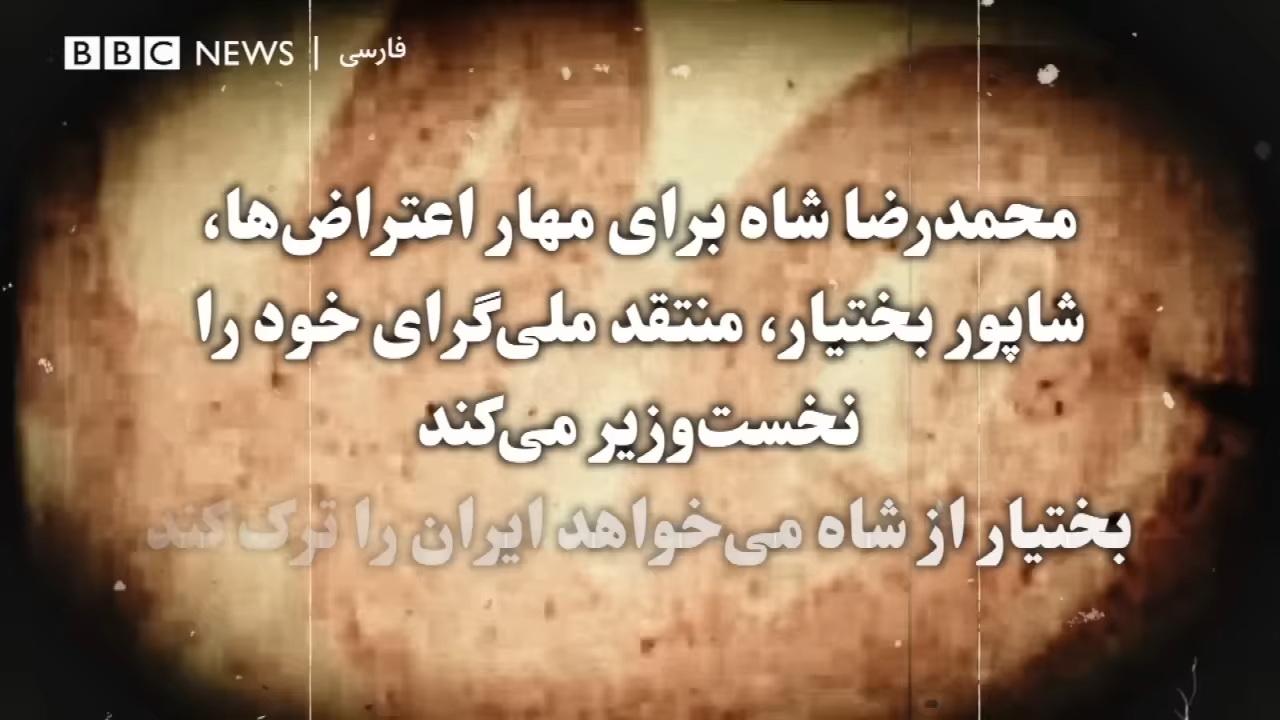 BBC NEWS | فارسی
محمدرضا شاه برای مهار اعتراض‌ها،
شاپور بختیار، منتقد ملی‌گرای خود را
نخست‌وزیر می‌کند
بختیار از شاه می‌خواهد ایران را ترک کند